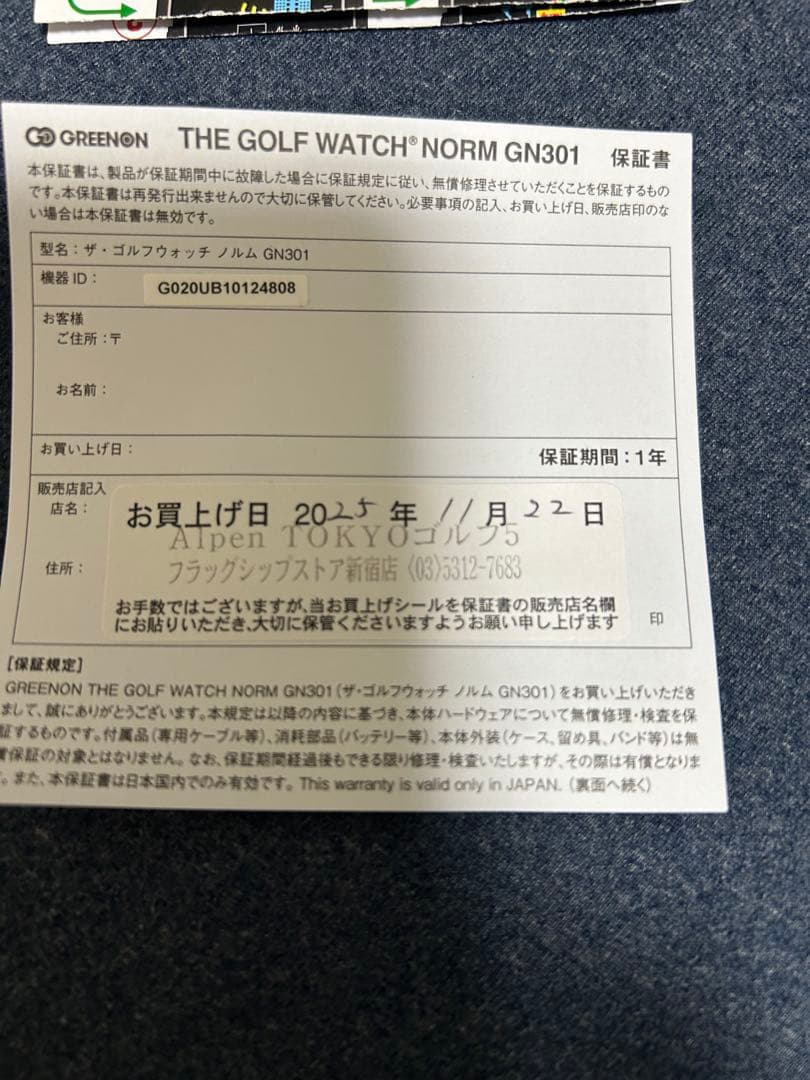 GREENON THE GOLF WATCH® NORM GN301 保証書
本保証書は、製品が保証期間中に故障した場合に保証規定に従い、無償修理させていただくことを保証するもの
です。本保証書は再発行出来ませんので大切に保管してください。必要事項の記入、お買い上げ日、販売店印のな
い場合は本保証書は無効です。
型名：ザ・ゴルフウォッチ ノルム GN301
機器 ID： G020UB10124808
お客様
ご住所：〒
お名前：
お買い上げ日： 保証期間：1年
販売店記入
店名： お買上げ日 2025年 11月 22日
Alpen TOKYOゴルフ5
住所： フラッグシップストア新宿店 (03)5312-7683
お手数ではございますが、当お買上げシールを保証書の販売店名欄
にお貼りいただき、大切に保管くださいますようお願い申し上げます 印
[保証規定]
GREENON THE GOLF WATCH NORM GN301（ザ・ゴルフウォッチ ノルム GN301）をお買い上げいただき
まして、誠にありがとうございます。本規定は以降の内容に基づき、本体ハードウェアについて無償修理・検査を保
証するものです。付属品（専用ケーブル等）、消耗部品（バッテリー等）、本体外装（ケース、留め具、バンド等）は無
償保証の対象とはなりません。なお、保証期間経過後もできる限り修理・検査いたしますが、その際は有償となりま
。また、本保証書は日本国内でのみ有効です。This warranty is valid only in JAPAN.（裏面へ続く）